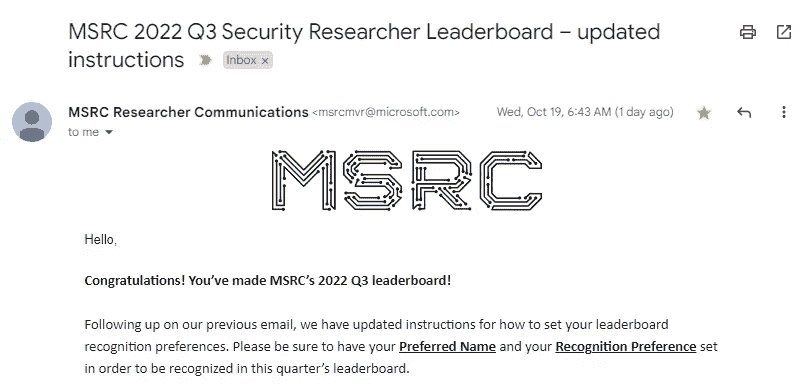 MSRC 2022 Q3 Security Researcher Leaderboard – updated
instructions Inbox ×
MSRC Researcher Communications <msrcmvr@microsoft.com> Wed, Oct 19, 6:43 AM (1 day ago)
to me
MSRC
Hello,
Congratulations! You’ve made MSRC’s 2022 Q3 leaderboard!
Following up on our previous email, we have updated instructions for how to set your leaderboard
recognition preferences. Please be sure to have your Preferred Name and your Recognition Preference set
in order to be recognized in this quarter’s leaderboard.